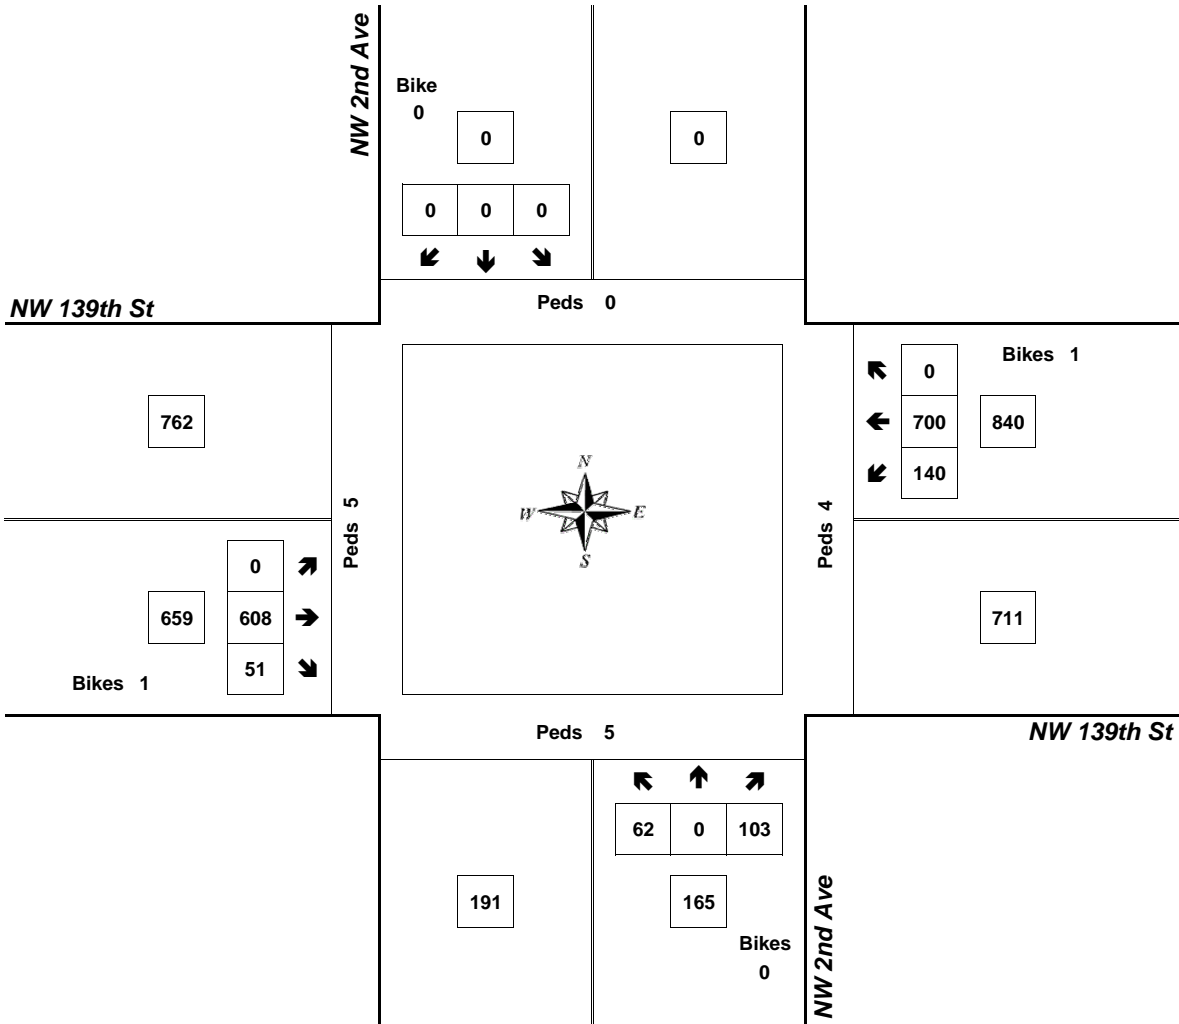 NW 2nd Ave
Bike
0
0
0
0 0 0
Peds 0
NW 139th St
Bikes 1
0
700
140
840
762
Peds 5
N
W E
S
Peds 4
0
608
51
659
Bikes 1
711
Peds 5
NW 139th St
62 0 103
191
165
Bikes
0
NW 2nd Ave